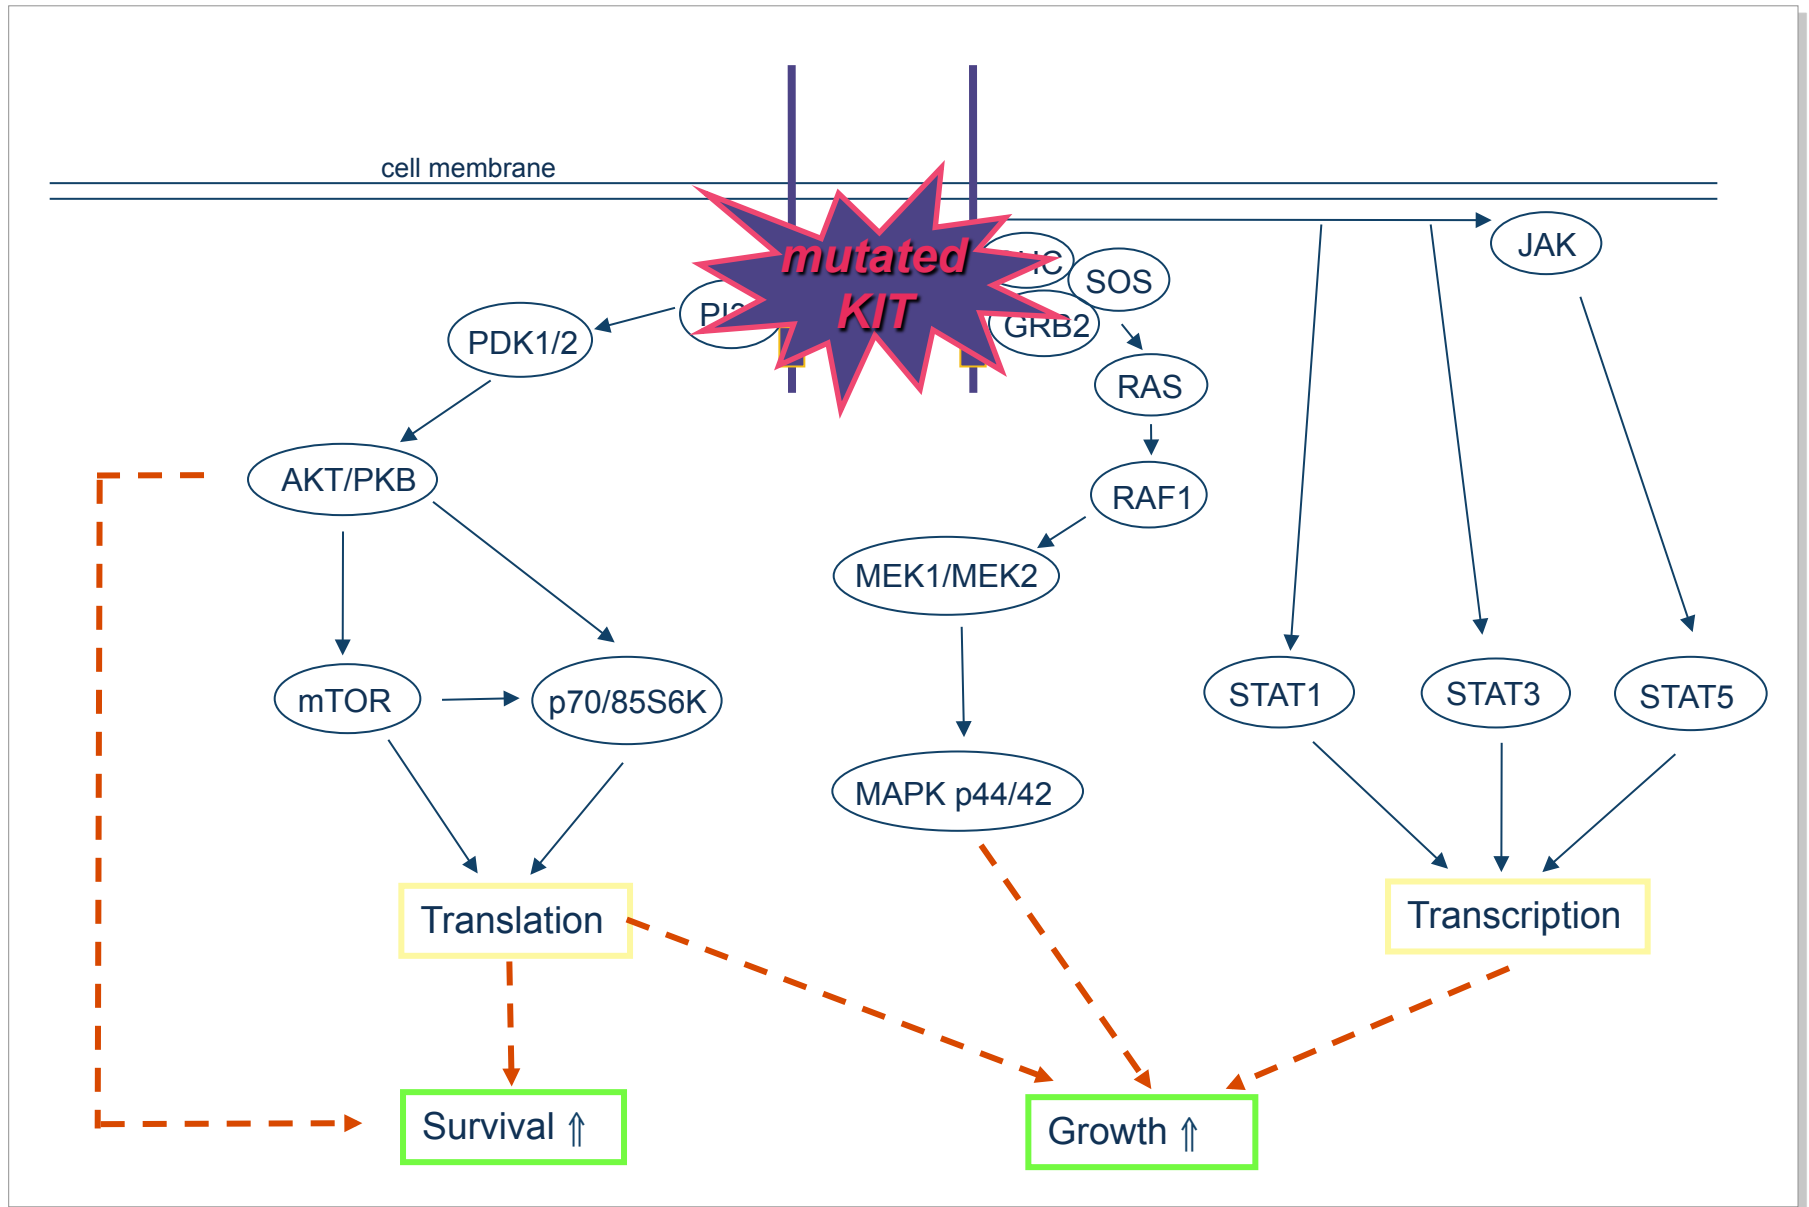 cell membrane
mutated
KIT
JAK
SOS
GRB2
PDK1/2
RAS
AKT/PKB
RAF1
MEK1/MEK2
mTOR
p70/85S6K
STAT1
STAT3
STAT5
MAPK p44/42
Translation
Transcription
Survival ⇑
Growth ⇑